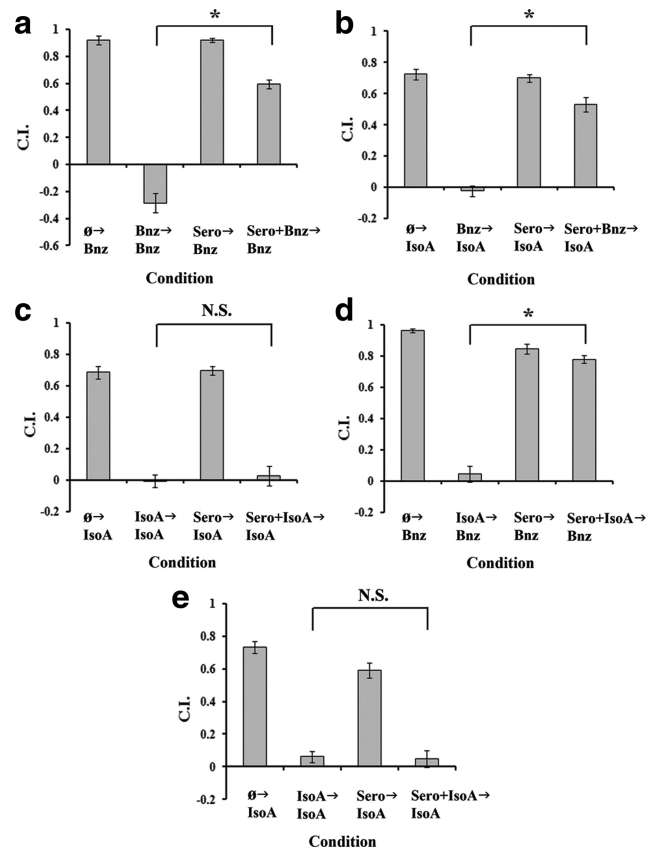 a
*
1
0.8
0.6
0.4
0.2
0
-0.2
-0.4
-0.6
C.I.
ø→ Bnz→ Sero→ Sero+Bnz→
Bnz Bnz Bnz Bnz
Condition
b
*
1
0.8
0.6
0.4
0.2
0
-0.2
C.I.
ø→ Bnz→ Sero→ Sero+Bnz→
IsoA IsoA IsoA IsoA
Condition
c
N.S.
1
0.8
0.6
0.4
0.2
0
-0.2
C.I.
ø→ IsoA→ Sero→ Sero+IsoA→
IsoA IsoA IsoA IsoA
Condition
d
*
1
0.8
0.6
0.4
0.2
0
-0.2
C.I.
ø→ IsoA→ Sero→ Sero+IsoA→
Bnz Bnz Bnz Bnz
Condition
e
N.S.
1
0.8
0.6
0.4
0.2
0
-0.2
C.I.
ø→ IsoA→ Sero→ Sero+IsoA→
IsoA IsoA IsoA IsoA
Condition